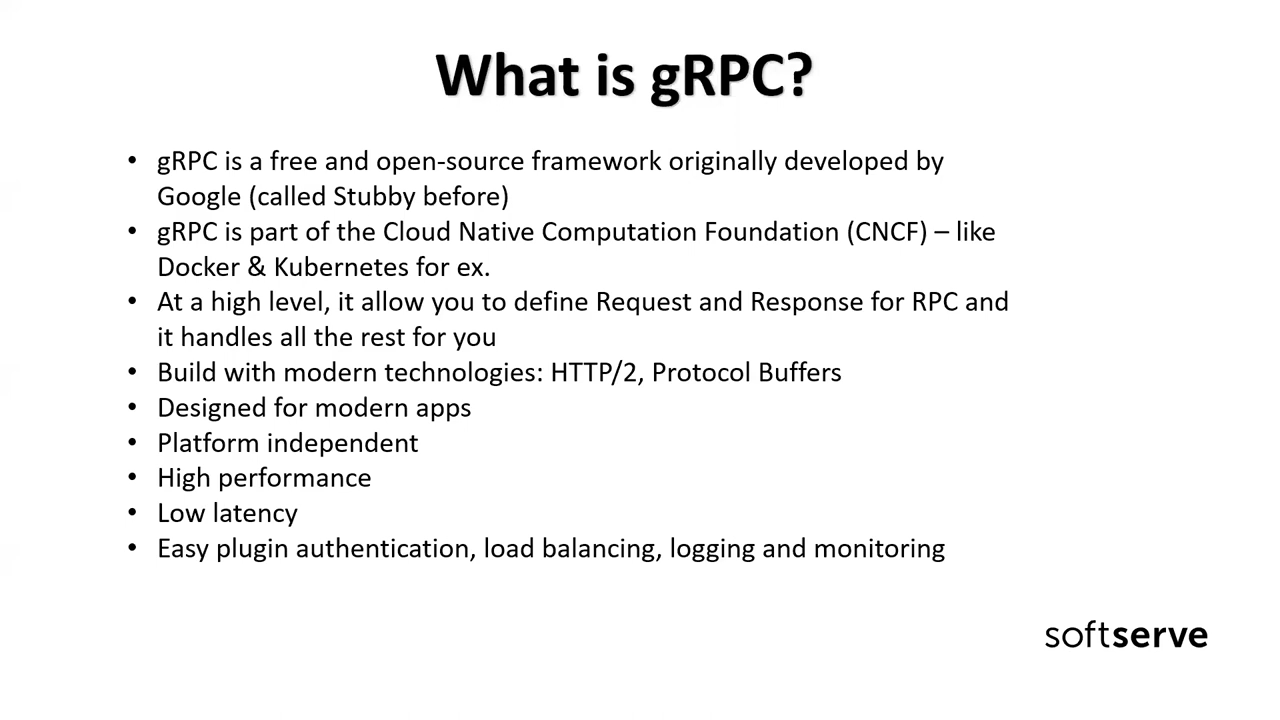 What is gRPC?
• gRPC is a free and open-source framework originally developed by
Google (called Stubby before)
• gRPC is part of the Cloud Native Computation Foundation (CNCF) – like
Docker & Kubernetes for ex.
• At a high level, it allow you to define Request and Response for RPC and
it handles all the rest for you
• Build with modern technologies: HTTP/2, Protocol Buffers
• Designed for modern apps
• Platform independent
• High performance
• Low latency
• Easy plugin authentication, load balancing, logging and monitoring
softserve